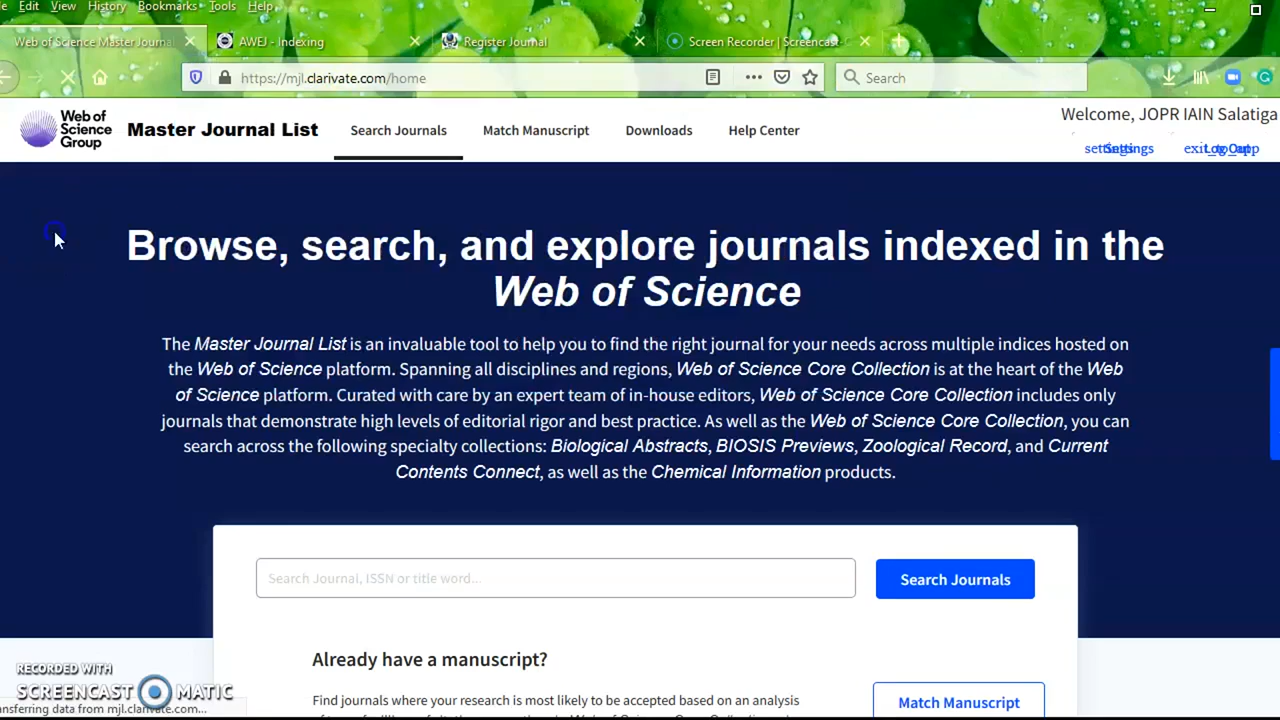 Edit View History Bookmarks Tools Help
Web of Science Master Journal
AWEJ - Indexing
Register Journal
Screen Recorder | Screencast-
https://mjl.clarivate.com/home
Search
Web of Science Group
Master Journal List
Search Journals
Match Manuscript
Downloads
Help Center
Welcome, JOPR IAIN Salatiga
Settings
Log Out
Browse, search, and explore journals indexed in the
Web of Science
The Master Journal List is an invaluable tool to help you to find the right journal for your needs across multiple indices hosted on
the Web of Science platform. Spanning all disciplines and regions, Web of Science Core Collection is at the heart of the Web
of Science platform. Curated with care by an expert team of in-house editors, Web of Science Core Collection includes only
journals that demonstrate high levels of editorial rigor and best practice. As well as the Web of Science Core Collection, you can
search across the following specialty collections: Biological Abstracts, BIOSIS Previews, Zoological Record, and Current
Contents Connect, as well as the Chemical Information products.
Search Journal, ISSN or title word...
Search Journals
Already have a manuscript?
Find journals where your research is most likely to be accepted based on an analysis
Match Manuscript
RECORDED WITH
SCREENCAST MATIC
ansferring data from mjl.clarivate.com...